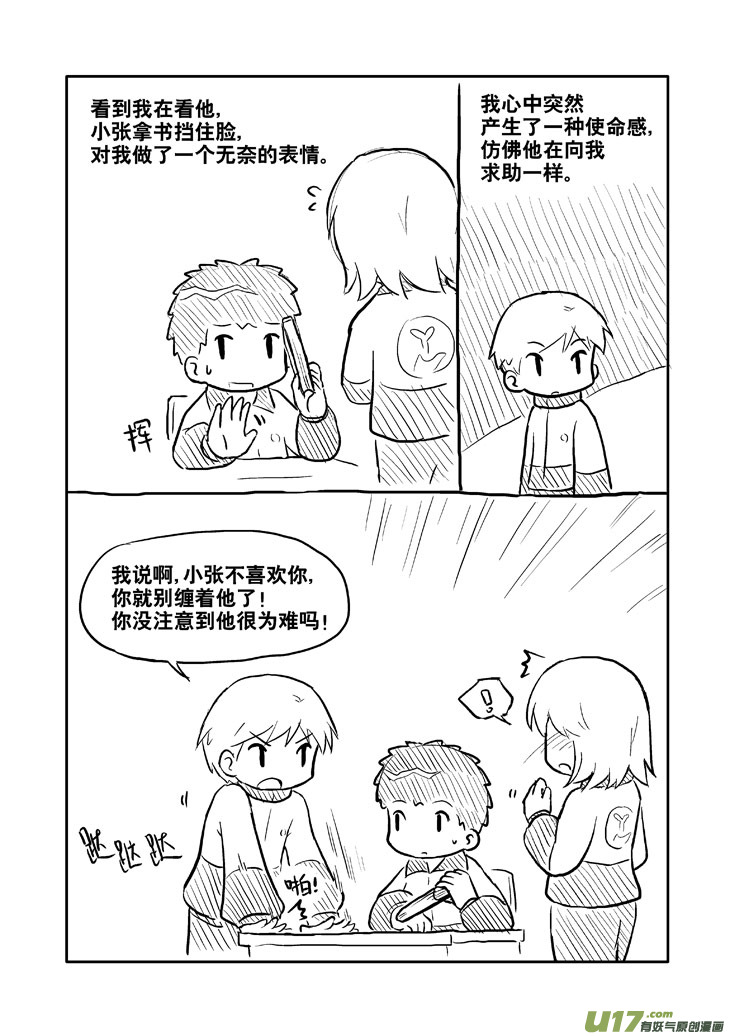 看到我在看他，
小张拿书挡住脸，
对我做了一个无奈的表情。
我心中突然
产生了一种使命感，
仿佛他在向我
求助一样。
挥
我说啊，小张不喜欢你，
你就别缠着他了！
你没注意到他很为难吗！
！
跶跶跶
啪！
U17.com
有妖气原创漫画